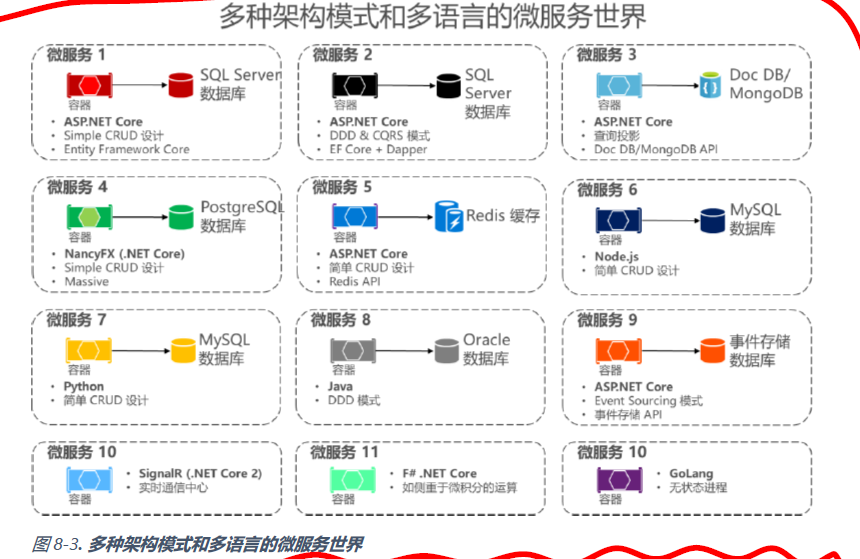 多种架构模式和多语言的微服务世界
微服务 1
SQL Server
数据库
容器
• ASP.NET Core
• Simple CRUD 设计
• Entity Framework Core
微服务 2
SQL
Server
数据库
容器
• ASP.NET Core
• DDD & CQRS 模式
• EF Core + Dapper
微服务 3
Doc DB/
MongoDB
容器
• ASP.NET Core
• 查询投影
• Doc DB/MongoDB API
微服务 4
PostgreSQL
数据库
容器
• NancyFX (.NET Core)
• Simple CRUD 设计
• Massive
微服务 5
Redis 缓存
容器
• ASP.NET Core
• 简单 CRUD 设计
• Redis API
微服务 6
MySQL
数据库
容器
• Node.js
• 简单 CRUD 设计
微服务 7
MySQL
数据库
容器
• Python
• 简单 CRUD 设计
微服务 8
Oracle
数据库
容器
• Java
• DDD 模式
微服务 9
事件存储
数据库
容器
• ASP.NET Core
• Event Sourcing 模式
• 事件存储 API
微服务 10
容器
• SignalR (.NET Core 2)
• 实时通信中心
微服务 11
容器
• F# .NET Core
• 如侧重于微积分的运算
微服务 10
容器
• GoLang
• 无状态进程
图 8-3. 多种架构模式和多语言的微服务世界